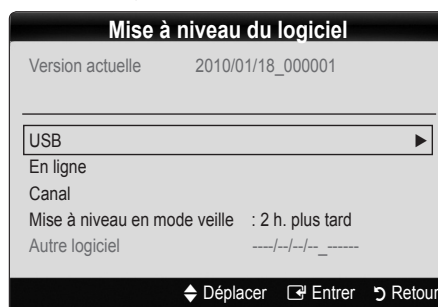 Mise à niveau du logiciel
Version actuelle 2010/01/18_000001
USB ►
En ligne
Canal
Mise à niveau en mode veille : 2 h. plus tard
Autre logiciel ----/--/--/--_------
Déplacer Entrer Retour